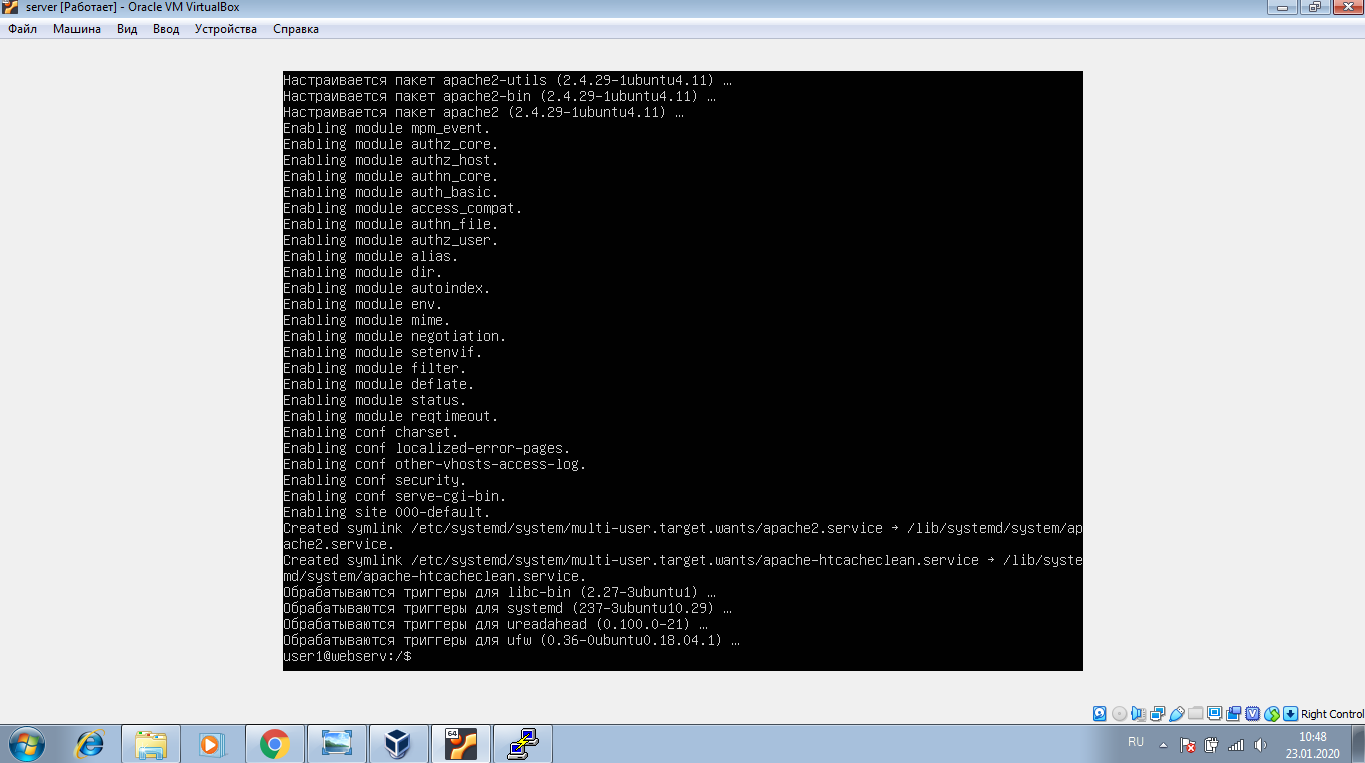 server [Работает] - Oracle VM VirtualBox
Файл Машина Вид Ввод Устройства Справка
Настраивается пакет apache2-utils (2.4.29-1ubuntu4.11) …
Настраивается пакет apache2-bin (2.4.29-1ubuntu4.11) …
Настраивается пакет apache2 (2.4.29-1ubuntu4.11) …
Enabling module mpm_event.
Enabling module authz_core.
Enabling module authz_host.
Enabling module authn_core.
Enabling module auth_basic.
Enabling module access_compat.
Enabling module authn_file.
Enabling module authz_user.
Enabling module alias.
Enabling module dir.
Enabling module autoindex.
Enabling module env.
Enabling module mime.
Enabling module negotiation.
Enabling module setenvif.
Enabling module filter.
Enabling module deflate.
Enabling module status.
Enabling module reqtimeout.
Enabling conf charset.
Enabling conf localized-error-pages.
Enabling conf other-vhosts-access-log.
Enabling conf security.
Enabling conf serve-cgi-bin.
Enabling site 000-default.
Created symlink /etc/systemd/system/multi-user.target.wants/apache2.service → /lib/systemd/system/ap
ache2.service.
Created symlink /etc/systemd/system/multi-user.target.wants/apache-htcacheclean.service → /lib/syste
md/system/apache-htcacheclean.service.
Обрабатываются триггеры для libc-bin (2.27-3ubuntu1) …
Обрабатываются триггеры для systemd (237-3ubuntu10.29) …
Обрабатываются триггеры для ureadahead (0.100.0-21) …
Обрабатываются триггеры для ufw (0.36-0ubuntu0.18.04.1) …
user1@webserv:/$
Right Control
64
RU
10:48
23.01.2020